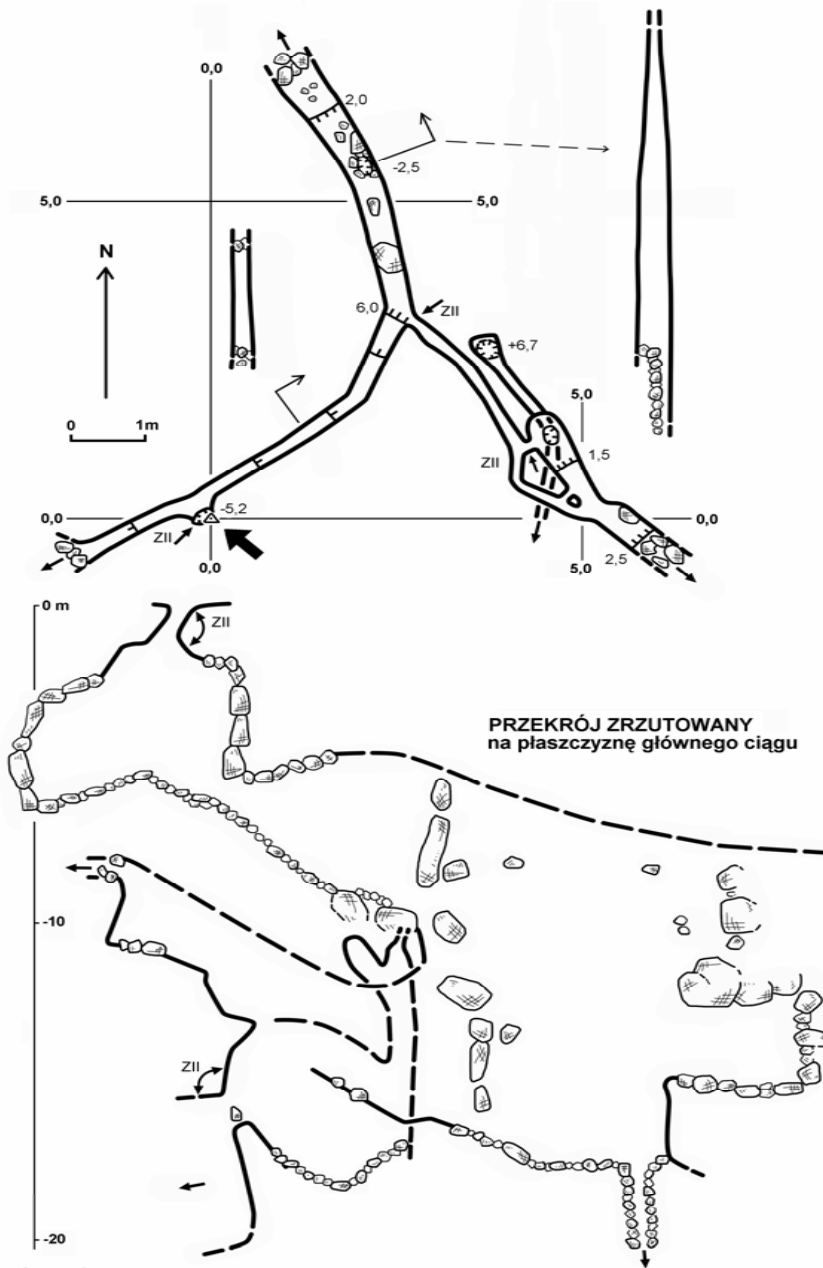 0,0
2,0
-2,5
5,0 5,0
N
6,0 ZII
+6,7
0 1m
5,0
ZII 1,5
-5,2
0,0 0,0
ZII
2,5
0,0 5,0
0 m
ZII
PRZEKRÓJ ZRZUTOWANY
na płaszczyznę głównego ciągu
-10
ZII
-20